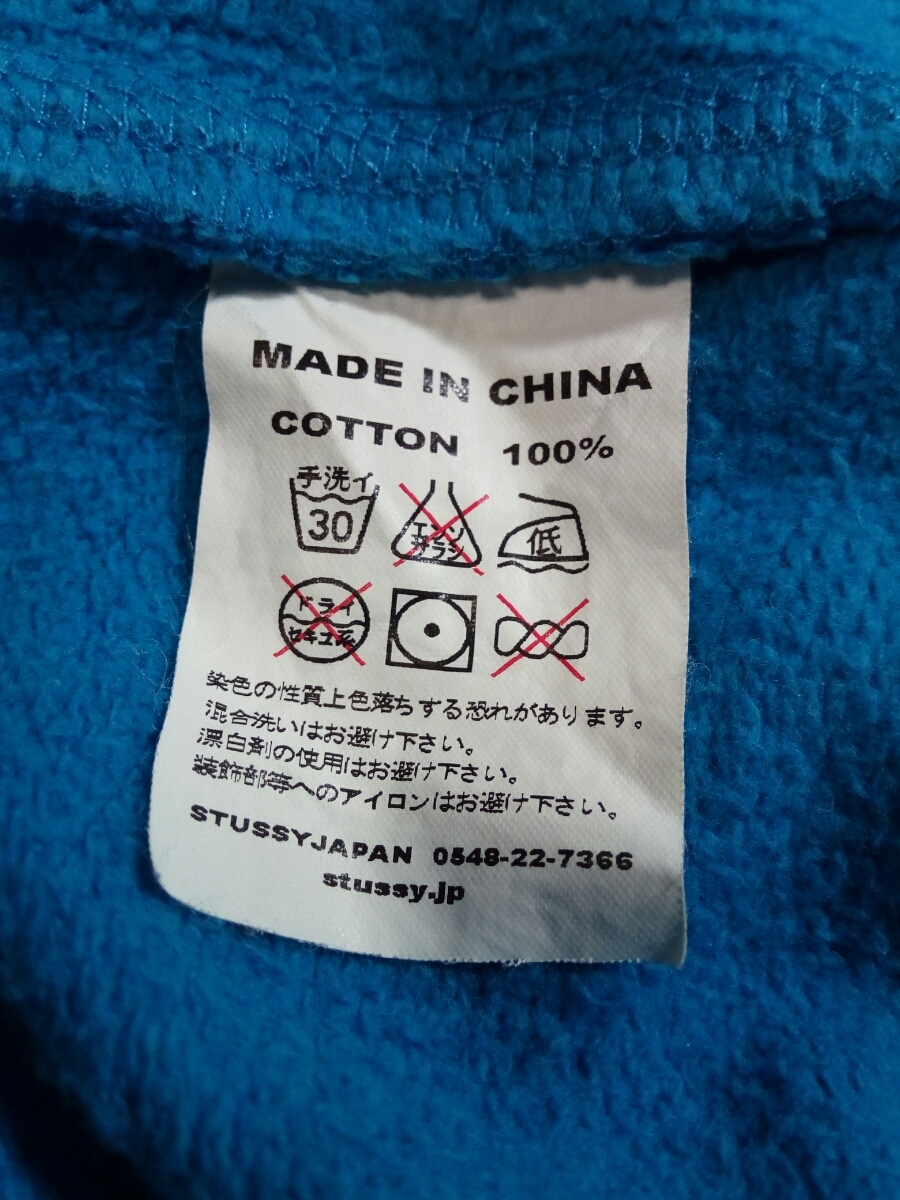 MADE IN CHINA
COTTON 100%
手洗イ
30
エンソ
サラシ
低
ドライ
セキユ系
染色の性質上色落ちする恐れがあります。
混合洗いはお避け下さい。
漂白剤の使用はお避け下さい。
装飾部等へのアイロンはお避け下さい。
STUSSYJAPAN 0548-22-7366
stussy.jp